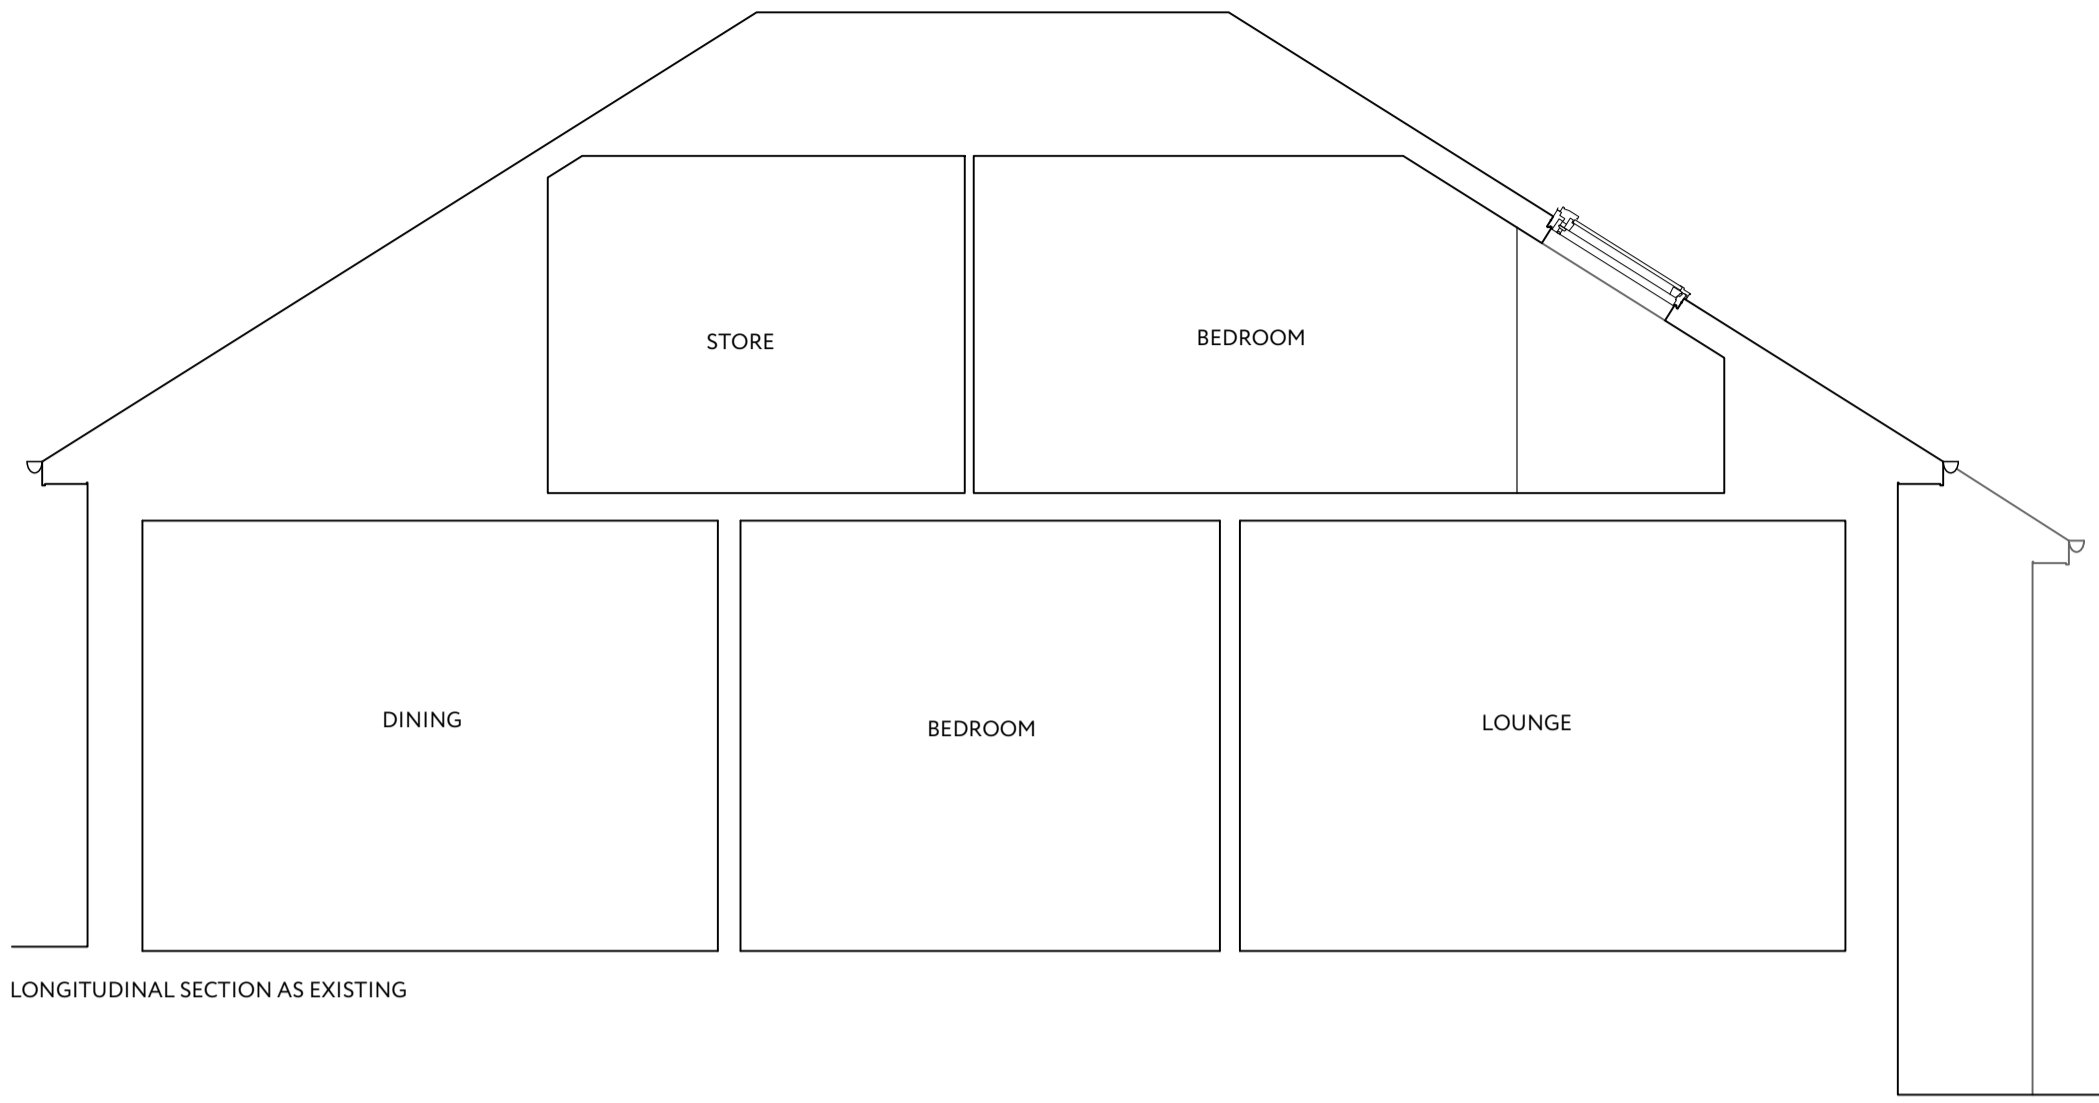 STORE
BEDROOM
DINING
BEDROOM
LOUNGE
LONGITUDINAL SECTION AS EXISTING